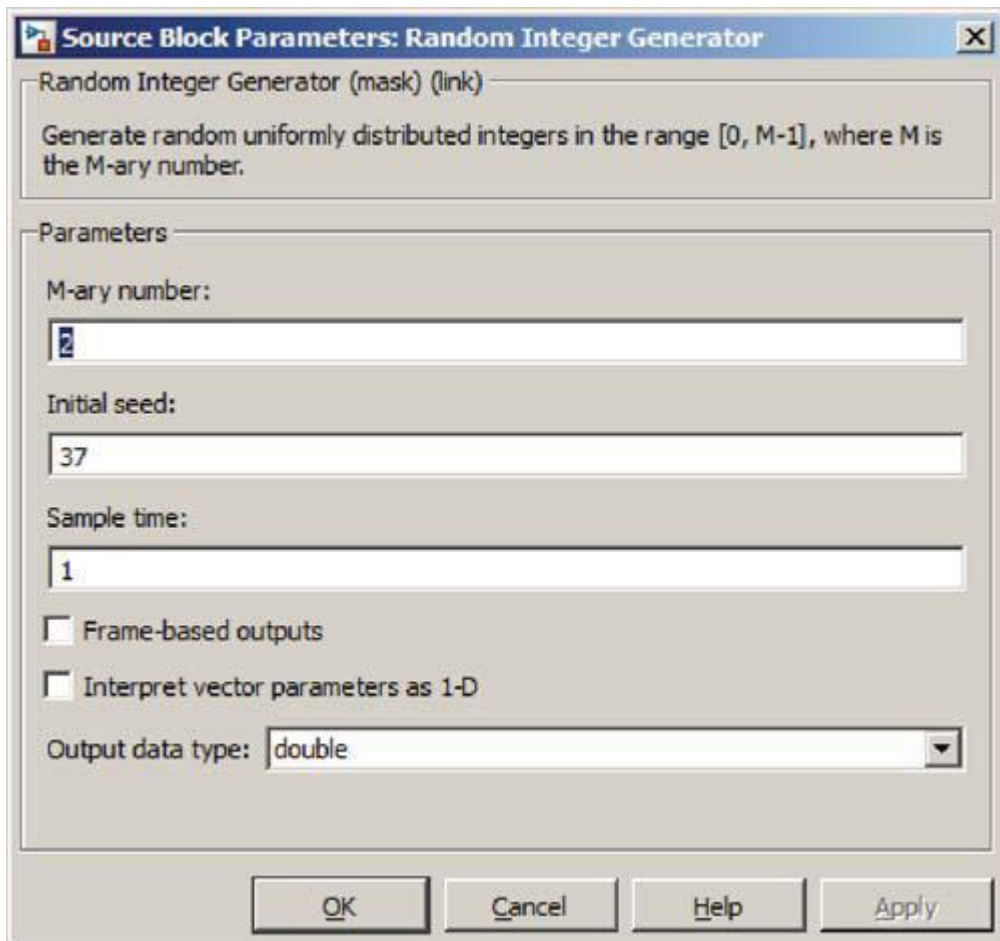 Source Block Parameters: Random Integer Generator
Random Integer Generator (mask) (link)
Generate random uniformly distributed integers in the range [0, M-1], where M is
the M-ary number.
Parameters
M-ary number:
2
Initial seed:
37
Sample time:
1
Frame-based outputs
Interpret vector parameters as 1-D
Output data type: double
OK Cancel Help Apply